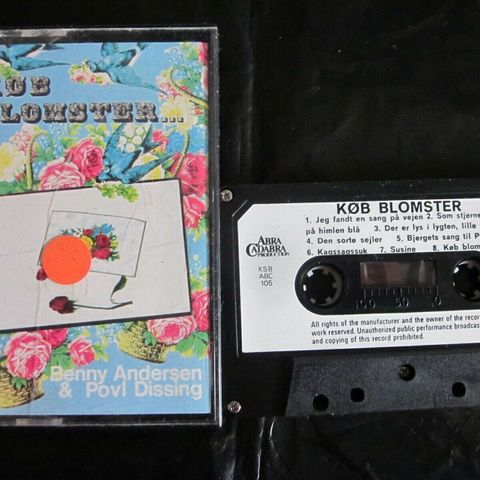 KØB
BLOMSTER...
Benny Andersen
& Povl Dissing
KØB BLOMSTER
1. Jeg fandt en sang på vejen 2. Som stjerne
på himlen blå 3. Der er lys i lygten, lille
4. Den sorte sejler 5. Bjergets sang til P
6. Kagssagssuk 7. Susine 8. Køb blom
ABRA
CADABRA
PRODUCTION
KSB
ABC
105
100 50 0
All rights of the manufacturer and the owner of the recor
work reserved. Unauthorized public performance broadcas
and copying of this record prohibited.